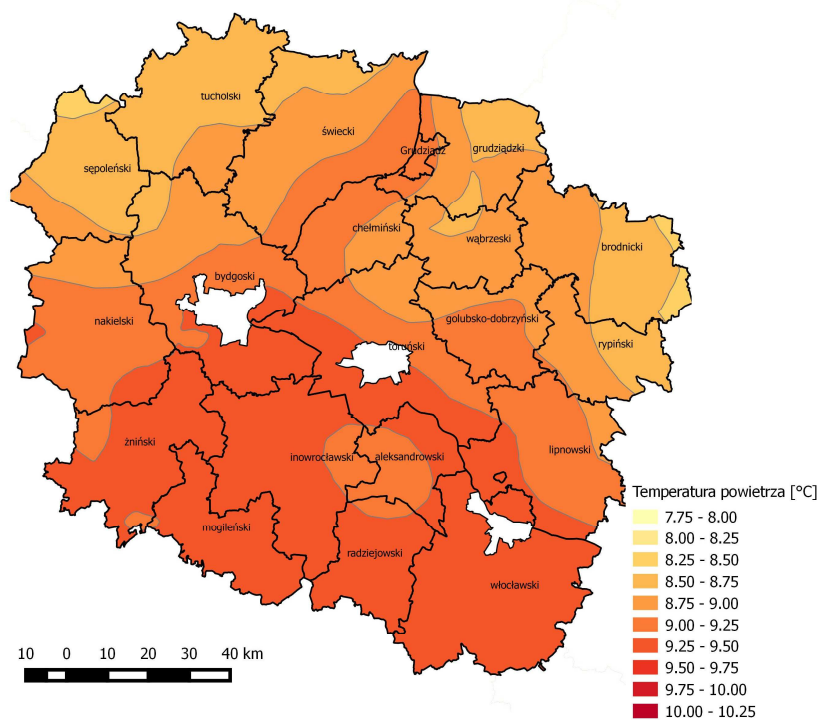 tucholski
świecki
Grudziądz
grudziądzki
sępoleński
chełmiński
wąbrzeski
brodnicki
bydgoski
nakielski
golubsko-dobrzyński
toruński
rypiński
żniński
inowrocławski
aleksandrowski
lipnowski
mogileński
radziejowski
włocławski
Temperatura powietrza [°C]
7.75 - 8.00
8.00 - 8.25
8.25 - 8.50
8.50 - 8.75
8.75 - 9.00
9.00 - 9.25
9.25 - 9.50
9.50 - 9.75
9.75 - 10.00
10.00 - 10.25
10 0 10 20 30 40 km